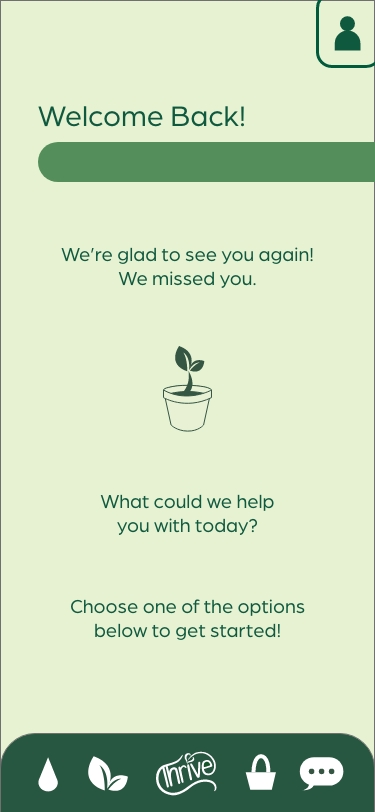 Welcome Back!
We’re glad to see you again!
We missed you.
What could we help
you with today?
Choose one of the options
below to get started!
Thrive